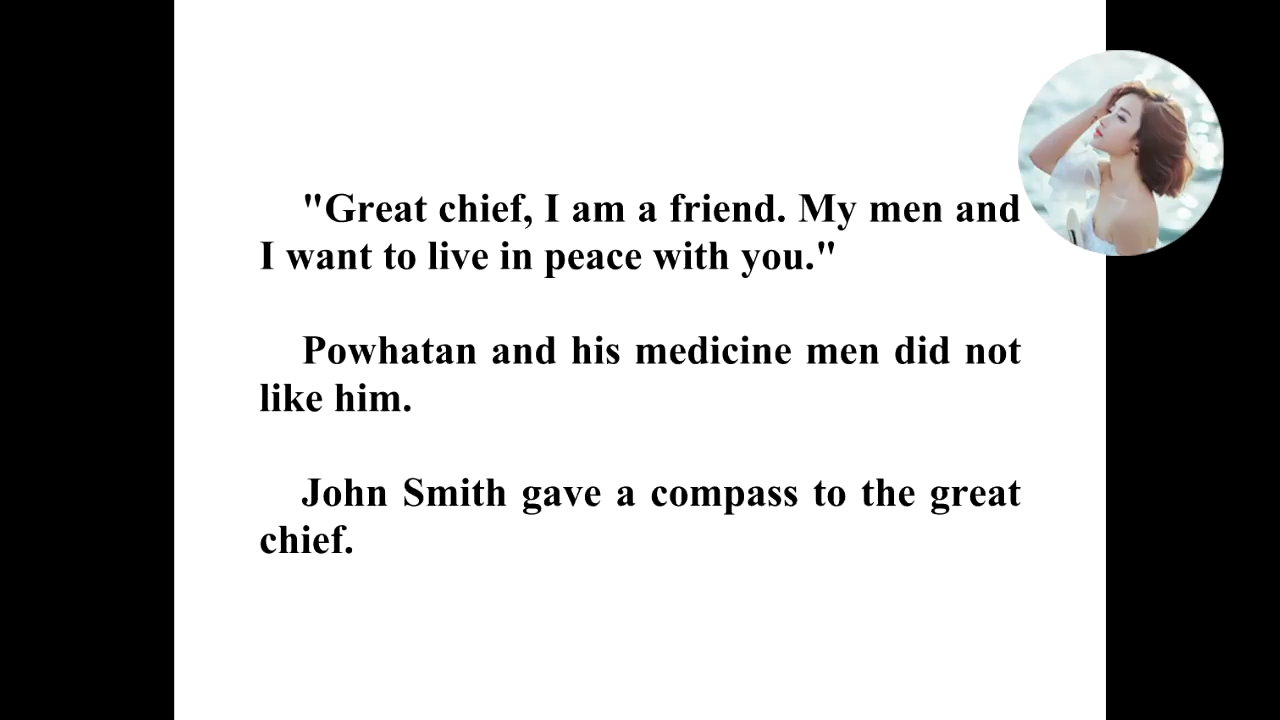 "Great chief, I am a friend. My men and
I want to live in peace with you."
Powhatan and his medicine men did not
like him.
John Smith gave a compass to the great
chief.